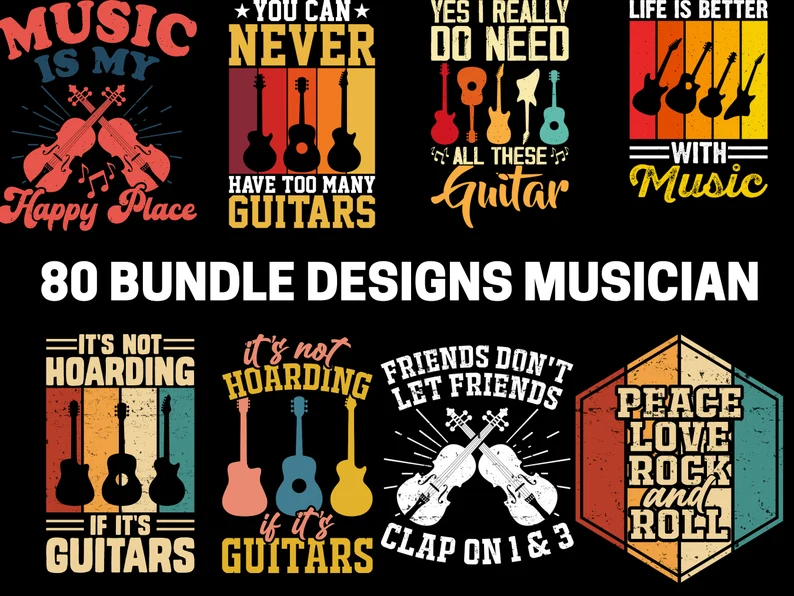 MUSIC
IS MY
Happy Place
YOU CAN
NEVER
HAVE TOO MANY
GUITARS
YES I REALLY
DO NEED
ALL THESE
Guitar
LIFE IS BETTER
WITH
Music
80 BUNDLE DESIGNS MUSICIAN
IT'S NOT
HOARDING
IF IT'S
GUITARS
it's not
HOARDING
if it's
GUITARS
FRIENDS DON'T
LET FRIENDS
CLAP ON 1 & 3
PEACE
LOVE
ROCK
and
ROLL